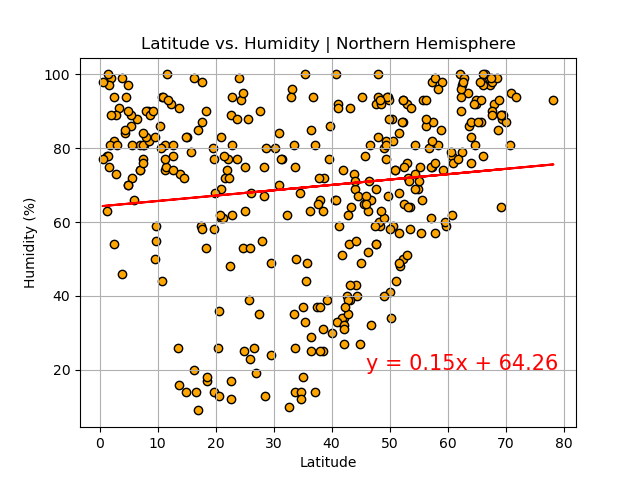 Latitude vs. Humidity | Northern Hemisphere
Humidity (%)
100
80
60
40
20
y = 0.15x + 64.26
0 10 20 30 40 50 60 70 80
Latitude